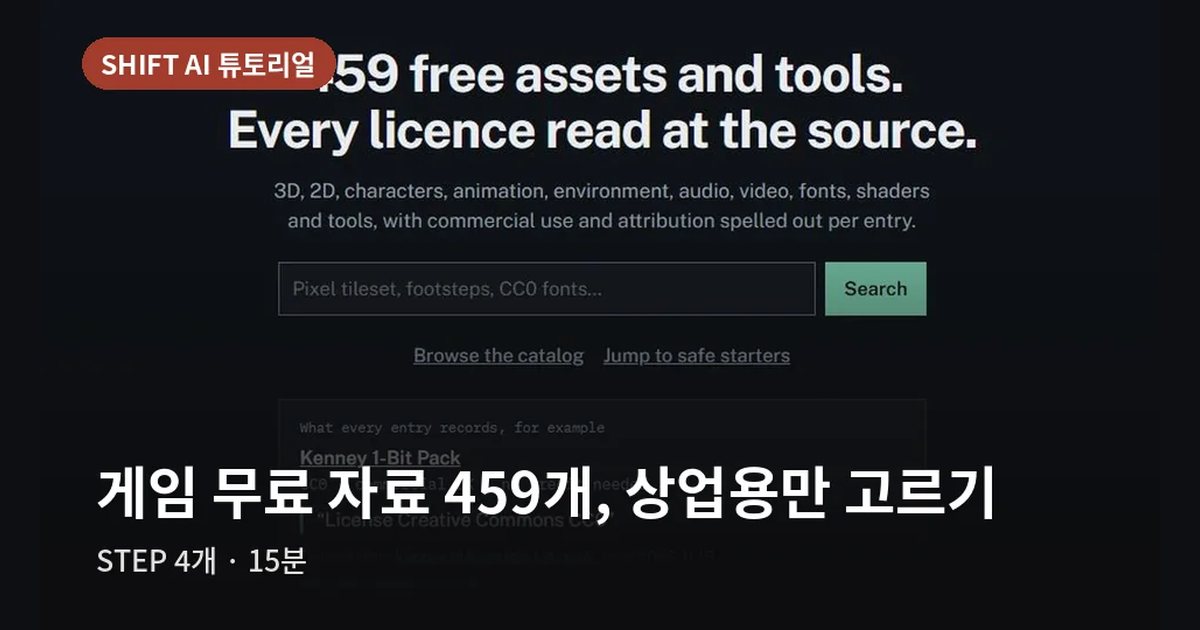 SHIFT AI 튜토리얼
459 free assets and tools.
Every licence read at the source.
3D, 2D, characters, animation, environment, audio, video, fonts, shaders
and tools, with commercial use and attribution spelled out per entry.
Pixel tileset, footsteps, CC0 fonts...
Search
Browse the catalog Jump to safe starters
What every entry records, for example
Kenney 1-Bit Pack
게임 무료 자료 459개, 상업용만 고르기
"License Creative Commons
STEP 4개 · 15분